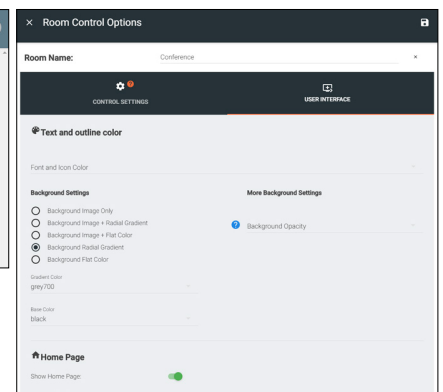 × Room Control Options
Room Name: Conference ×
? CONTROL SETTINGS
USER INTERFACE
Text and outline color
Font and Icon Color
Background Settings
Background Image Only
Background Image + Radial Gradient
Background Image + Flat Color
Background Radial Gradient
Background Flat Color
More Background Settings
? Background Opacity
Gradient Color
grey700
Base Color
black
Home Page
Show Home Page: